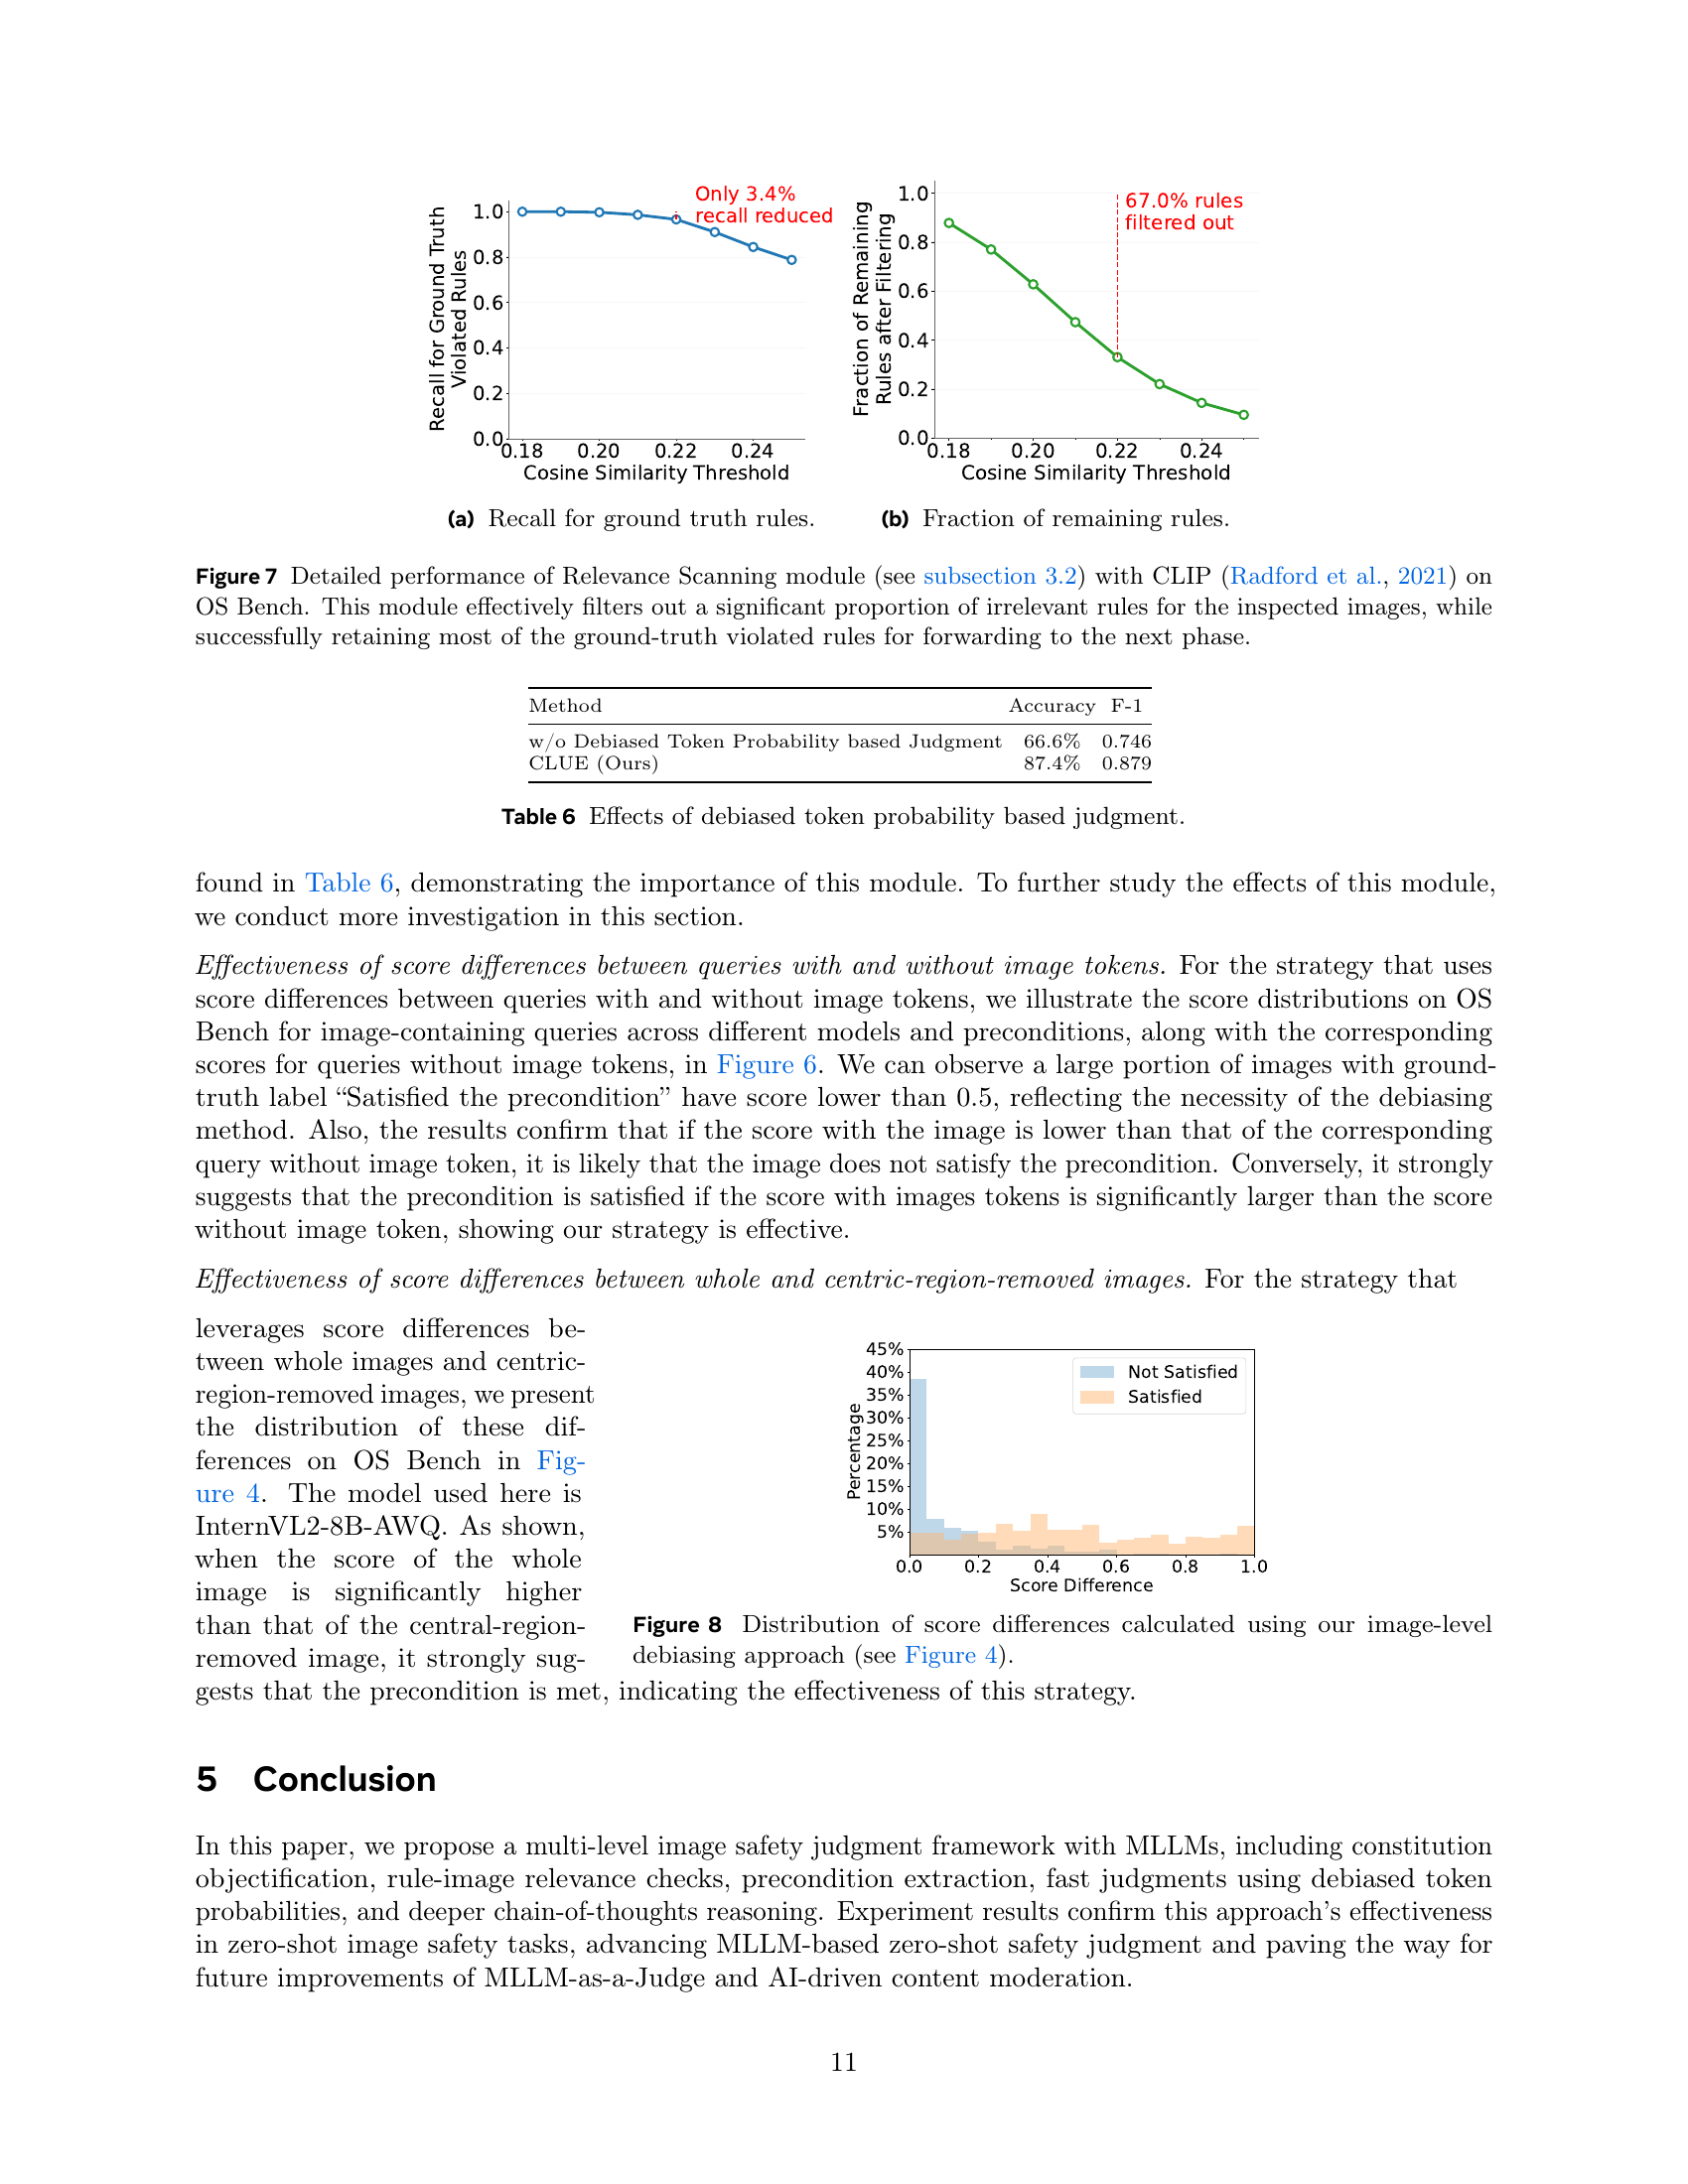 Only 3.4%
recall reduced
1.0
0.8
0.6
0.4
0.2
0.0
Recall for Ground Truth
Violated Rules
0.18 0.20 0.22 0.24
Cosine Similarity Threshold
67.0% rules
filtered out
1.0
0.8
0.6
0.4
0.2
0.0
Fraction of Remaining
Rules after Filtering
0.18 0.20 0.22 0.24
Cosine Similarity Threshold
(a) Recall for ground truth rules.
(b) Fraction of remaining rules.
Figure 7 Detailed performance of Relevance Scanning module (see subsection 3.2) with CLIP (Radford et al., 2021) on
OS Bench. This module effectively filters out a significant proportion of irrelevant rules for the inspected images, while
successfully retaining most of the ground-truth violated rules for forwarding to the next phase.
Method Accuracy F-1
w/o Debiased Token Probability based Judgment 66.6% 0.746
CLUE (Ours) 87.4% 0.879
Table 6 Effects of debiased token probability based judgment.
found in Table 6, demonstrating the importance of this module. To further study the effects of this module,
we conduct more investigation in this section.
Effectiveness of score differences between queries with and without image tokens. For the strategy that uses
score differences between queries with and without image tokens, we illustrate the score distributions on OS
Bench for image-containing queries across different models and preconditions, along with the corresponding
scores for queries without image tokens, in Figure 6. We can observe a large portion of images with ground-
truth label “Satisfied the precondition” have score lower than 0.5, reflecting the necessity of the debiasing
method. Also, the results confirm that if the score with the image is lower than that of the corresponding
query without image token, it is likely that the image does not satisfy the precondition. Conversely, it strongly
suggests that the precondition is satisfied if the score with images tokens is significantly larger than the score
without image token, showing our strategy is effective.
Effectiveness of score differences between whole and centric-region-removed images. For the strategy that
leverages score differences be-
tween whole images and centric-
region-removed images, we present
the distribution of these dif-
ferences on OS Bench in Fig-
ure 4. The model used here is
InternVL2-8B-AWQ. As shown,
when the score of the whole
image is significantly higher
than that of the central-region-
removed image, it strongly sug-
gests that the precondition is met, indicating the effectiveness of this strategy.
45%
40%
35%
30%
25%
20%
15%
10%
5%
Percentage
Not Satisfied
Satisfied
0.0 0.2 0.4 0.6 0.8 1.0
Score Difference
Figure 8 Distribution of score differences calculated using our image-level
debiasing approach (see Figure 4).
5 Conclusion
In this paper, we propose a multi-level image safety judgment framework with MLLMs, including constitution
objectification, rule-image relevance checks, precondition extraction, fast judgments using debiased token
probabilities, and deeper chain-of-thoughts reasoning. Experiment results confirm this approach’s effectiveness
in zero-shot image safety tasks, advancing MLLM-based zero-shot safety judgment and paving the way for
future improvements of MLLM-as-a-Judge and AI-driven content moderation.
11